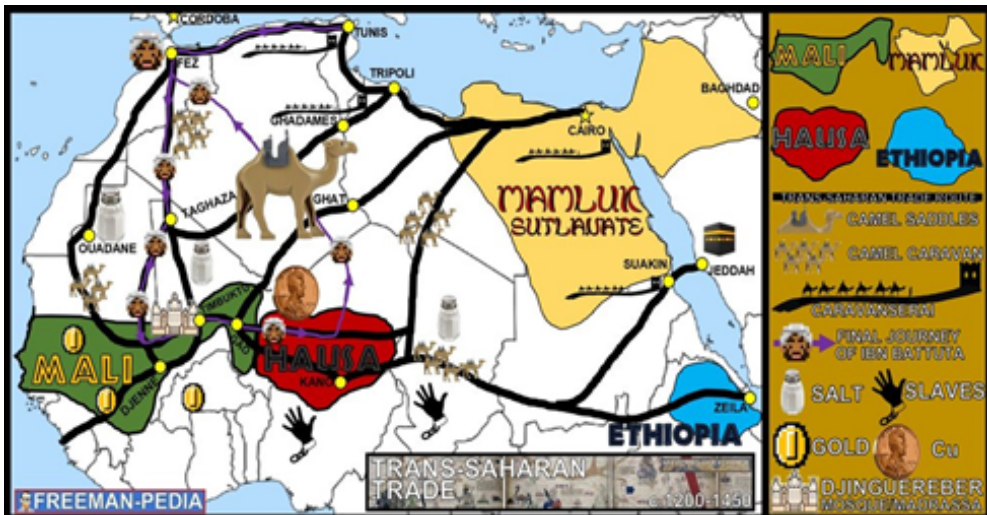 CORDOBA
FEZ
TUNIS
TRIPOLI
GHADAMES
CAIRO
BAGHDAD
TAGHAZA
GHAT
OUADANE
MAMLUK
SUTLANATE
SUAKIN
JEDDAH
TIMBUKTU
GAO
MALI
DJENNE
HAUSA
KANO
ZEILA
ETHIOPIA
TRANS-SAHARAN
TRADE
c 1200-1450
FREEMAN-PEDIA
MALI
MAMLUK
HAUSA
ETHIOPIA
TRANS-SAHARAN TRADE ROUTE
CAMEL SADDLES
CAMEL CARAVAN
CARAVANSERAI
FINAL JOURNEY
OF IBN BATTUTA
SALT
SLAVES
GOLD
Cu
DJINGUEREBER
MOSQUE/MADRASSA